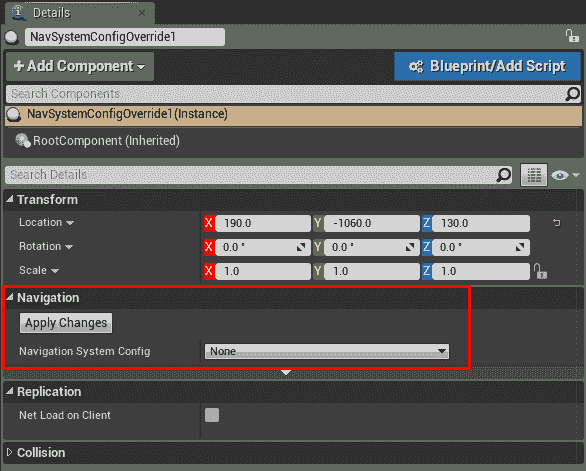 Details
NavSystemConfigOverride1
+ Add Component
Blueprint/Add Script
Search Components
NavSystemConfigOverride1(Instance)
RootComponent (Inherited)
Search Details
Transform
Location X 190.0 Y -1060.0 Z 130.0
Rotation X 0.0 ° Y 0.0 ° Z 0.0 °
Scale X 1.0 Y 1.0 Z 1.0
Navigation
Apply Changes
Navigation System Config None
Replication
Net Load on Client
Collision